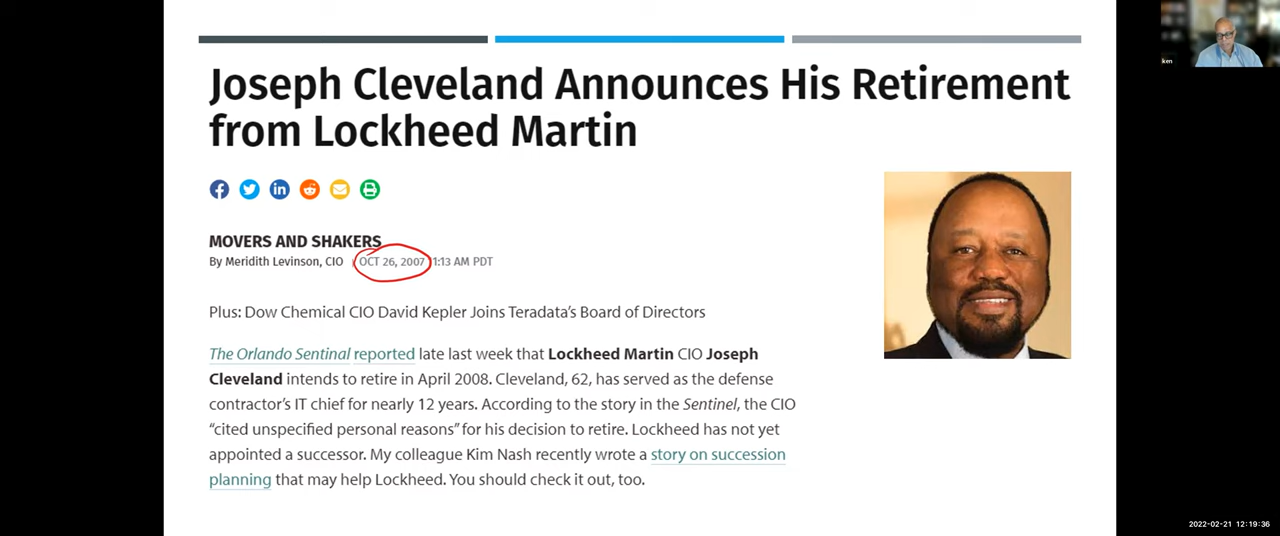 Joseph Cleveland Announces His Retirement
from Lockheed Martin
MOVERS AND SHAKERS
By Meridith Levinson, CIO | OCT 26, 2007 1:13 AM PDT
Plus: Dow Chemical CIO David Kepler Joins Teradata’s Board of Directors
The Orlando Sentinel reported late last week that Lockheed Martin CIO Joseph
Cleveland intends to retire in April 2008. Cleveland, 62, has served as the defense
contractor’s IT chief for nearly 12 years. According to the story in the Sentinel, the CIO
“cited unspecified personal reasons” for his decision to retire. Lockheed has not yet
appointed a successor. My colleague Kim Nash recently wrote a story on succession
planning that may help Lockheed. You should check it out, too.
ken
2022-02-21 12:19:36